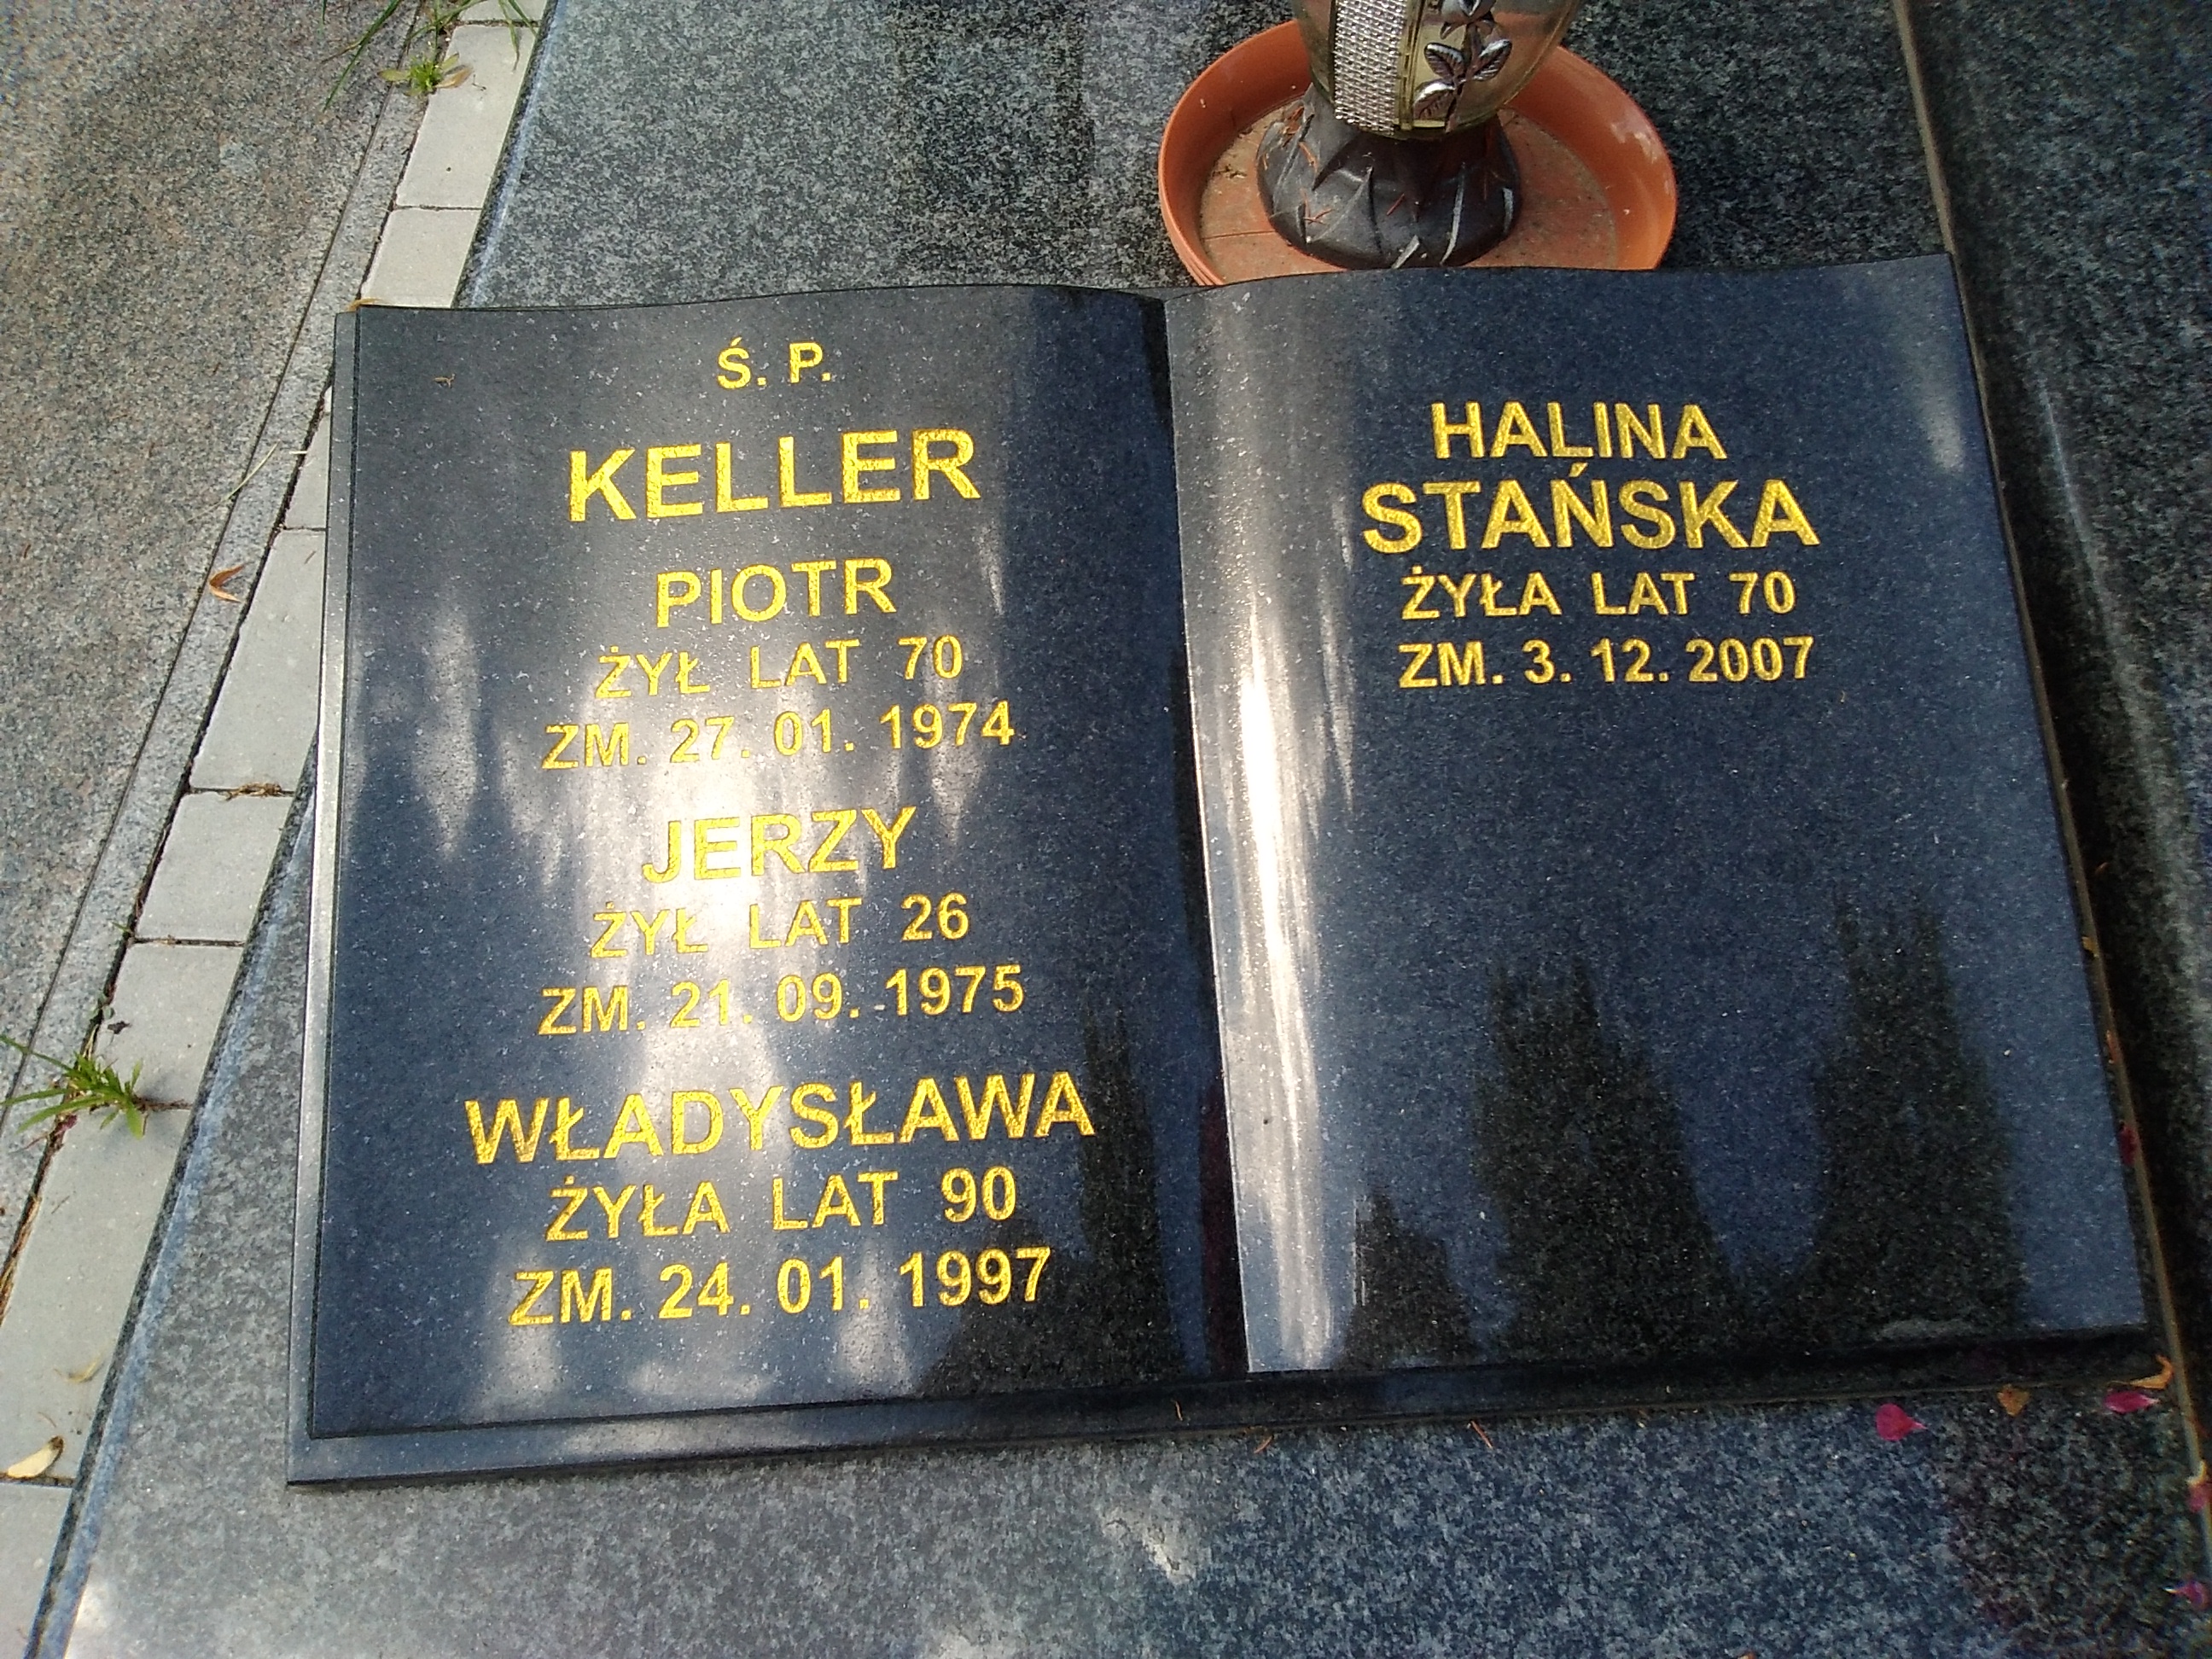 Ś. P.
KELLER
PIOTR
ŻYŁ LAT 70
ZM. 27. 01. 1974
JERZY
ŻYŁ LAT 26
ZM. 21. 09. 1975
WŁADYSŁAWA
ŻYŁA LAT 90
ZM. 24. 01. 1997
HALINA
STAŃSKA
ŻYŁA LAT 70
ZM. 3. 12. 2007